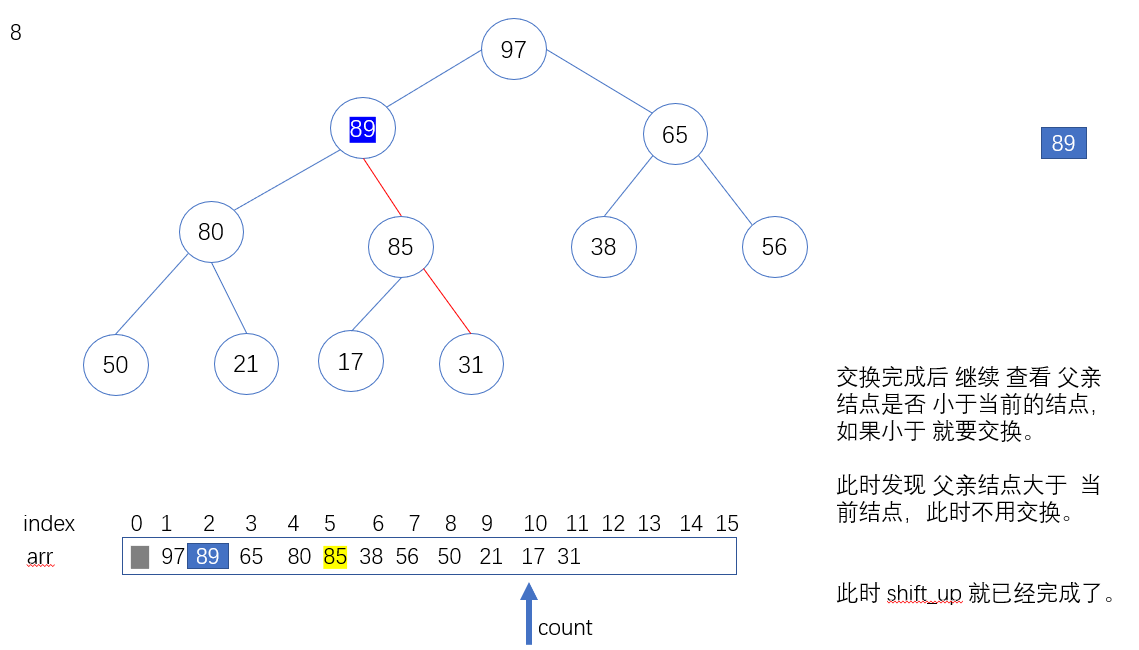 8
97
89
65
89
80
85
38
56
50
21
17
31
交换完成后 继续 查看 父亲
结点是否 小于当前的结点，
如果小于 就要交换。
此时发现 父亲结点大于 当
前结点，此时不用交换。
此时 shift_up 就已经完成了。
index 0 1 2 3 4 5 6 7 8 9 10 11 12 13 14 15
arr 97 89 65 80 85 38 56 50 21 17 31
count